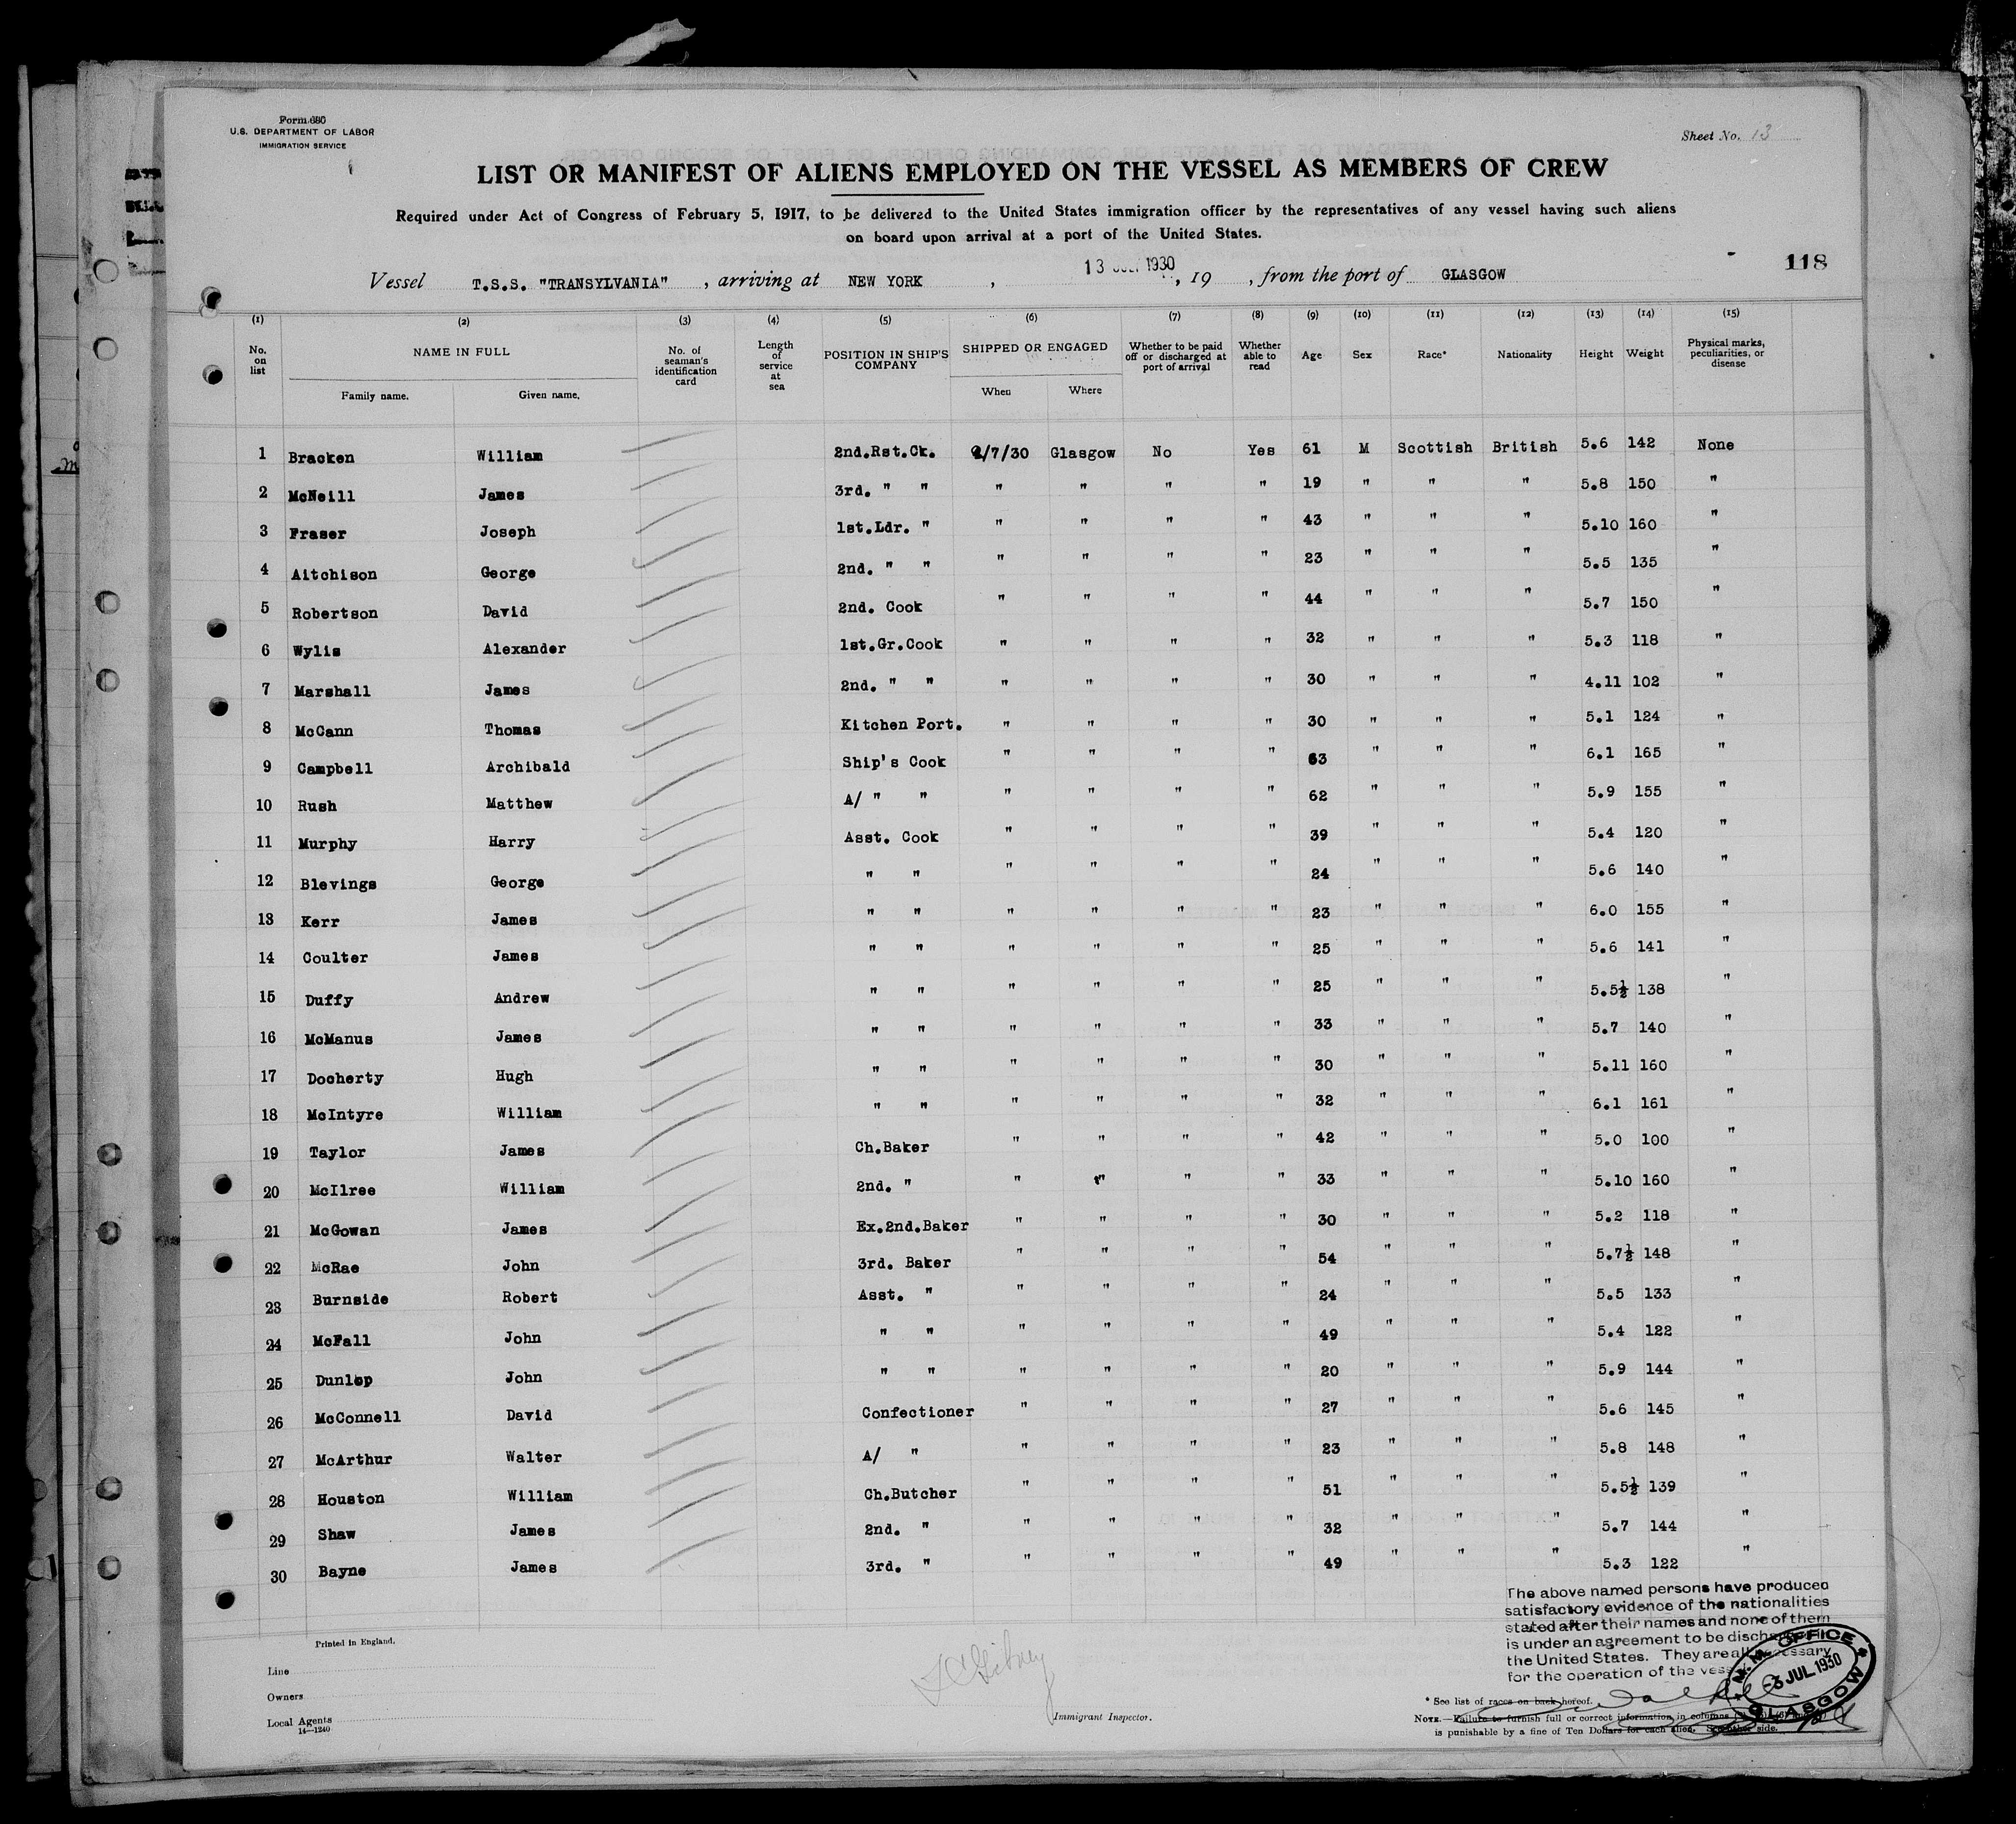 Form 680
U.S. DEPARTMENT OF LABOR
IMMIGRATION SERVICE
Sheet No. 13
LIST OR MANIFEST OF ALIENS EMPLOYED ON THE VESSEL AS MEMBERS OF CREW
Required under Act of Congress of February 5, 1917, to be delivered to the United States immigration officer by the representatives of any vessel having such aliens
on board upon arrival at a port of the United States.
118
Vessel T.S.S. "TRANSYLVANIA", arriving at NEW YORK, 13 JULY 1930, 19 , from the port of GLASGOW
(1) (2) (3) (4) (5) (6) (7) (8) (9) (10) (11) (12) (13) (14) (15)
No. on list NAME IN FULL Family name. Given name. No. of seaman's identification card Length of service at sea POSITION IN SHIP'S COMPANY SHIPPED OR ENGAGED When Where Whether to be paid off or discharged at port of arrival Whether able to read Age Sex Race* Nationality Height Weight Physical marks, peculiarities, or disease
1 Bracken William 2nd.Rst.Ck. 2/7/30 Glasgow No Yes 61 M Scottish British 5.6 142 None
2 McNeill James 3rd. " " " " " " 19 " " " 5.8 150 "
3 Fraser Joseph 1st.Ldr. " " " " " 43 " " " 5.10 160 "
4 Aitchison George 2nd. " " " " " " 23 " " " 5.5 135 "
5 Robertson David 2nd. Cook " " " " 44 " " " 5.7 150 "
6 Wylis Alexander 1st.Gr.Cook " " " " 32 " " " 5.3 118 "
7 Marshall James 2nd. " " " " " " 30 " " " 4.11 102 "
8 McCann Thomas Kitchen Port. " " " " 30 " " " 5.1 124 "
9 Campbell Archibald Ship's Cook " " " " 63 " " " 6.1 165 "
10 Rush Matthew A/ " " " " " " 62 " " " 5.9 155 "
11 Murphy Harry Asst. Cook " " " " 39 " " " 5.4 120 "
12 Blevings George " " " " " " 24 " " " 5.6 140 "
13 Kerr James " " " " " " 23 " " " 6.0 155 "
14 Coulter James " " " " " " 25 " " " 5.6 141 "
15 Duffy Andrew " " " " " " 25 " " " 5.5½ 138 "
16 McManus James " " " " " " 33 " " " 5.7 140 "
17 Docherty Hugh " " " " " " 30 " " " 5.11 160 "
18 McIntyre William " " " " " " 32 " " " 6.1 161 "
19 Taylor James Ch.Baker " " " " 42 " " " 5.0 100 "
20 McIlree William 2nd. " " " " " 33 " " " 5.10 160 "
21 McGowan James Ex.2nd.Baker " " " " 30 " " " 5.2 118 "
22 McRae John 3rd. Baker " " " " 54 " " " 5.7½ 148 "
23 Burnside Robert Asst. " " " " " 24 " " " 5.5 133 "
24 McFall John " " " " " " 49 " " " 5.4 122 "
25 Dunlop John " " " " " " 20 " " " 5.9 144 "
26 McConnell David Confectioner " " " " 27 " " " 5.6 145 "
27 McArthur Walter A/ " " " " " 23 " " " 5.8 148 "
28 Houston William Ch.Butcher " " " " 51 " " " 5.5½ 139 "
29 Shaw James 2nd. " " " " " 32 " " " 5.7 144 "
30 Bayne James 3rd. " " " " " 49 " " " 5.3 122 "
The above named persons have produced
satisfactory evidence of the nationalities
stated after their names and none of them
is under an agreement to be discharged in
the United States. They are all necessary
for the operation of the vessel
M.M. OFFICE
-3 JUL 1930
GLASGOW
Printed in England.
Line
Owners
Local Agents
14—1240
Immigrant Inspector.
* See list of races on back hereof.
NOTE.—Failure to furnish full or correct information in columns
is punishable by a fine of Ten Dollars for each alien. See other side.